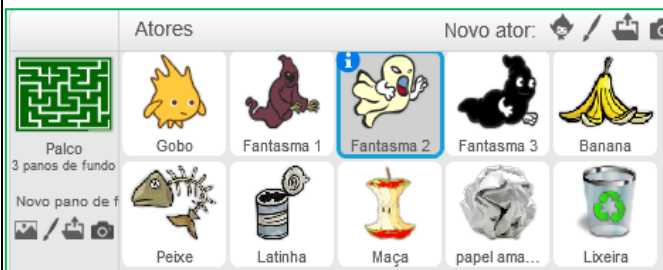 Atores
Novo ator:
Palco
3 panos de fundo
Novo pano de f
Gobo
Fantasma 1
Fantasma 2
Fantasma 3
Banana
Peixe
Latinha
Maça
papel ama...
Lixeira